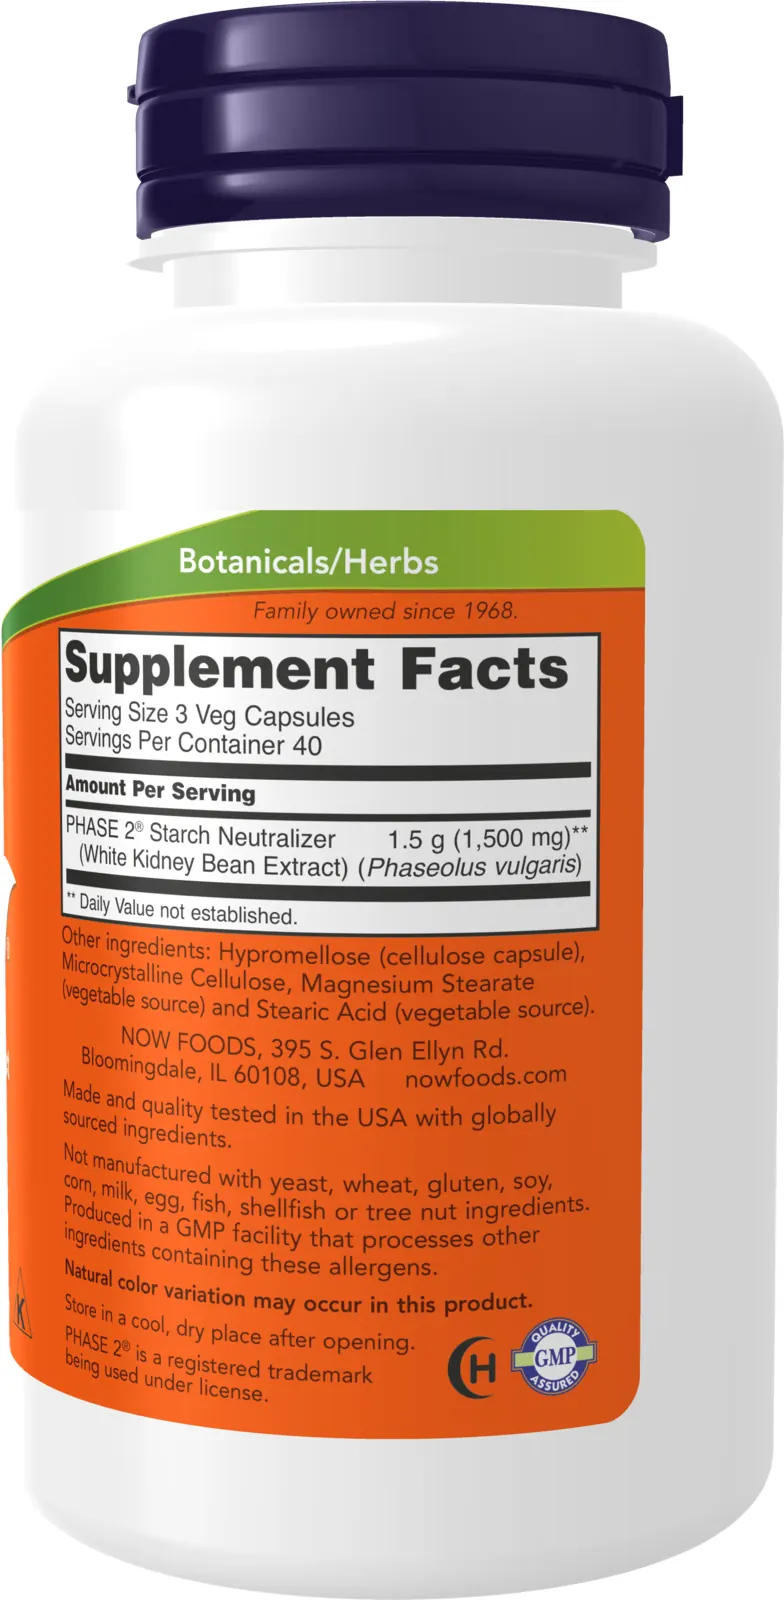 Botanicals/Herbs
Family owned since 1968.
Supplement Facts
Serving Size 3 Veg Capsules
Servings Per Container 40
Amount Per Serving
PHASE 2® Starch Neutralizer 1.5 g (1,500 mg)**
(White Kidney Bean Extract) (Phaseolus vulgaris)
** Daily Value not established.
Other ingredients: Hypromellose (cellulose capsule),
Microcrystalline Cellulose, Magnesium Stearate
(vegetable source) and Stearic Acid (vegetable source).
NOW FOODS, 395 S. Glen Ellyn Rd.
Bloomingdale, IL 60108, USA nowfoods.com
Made and quality tested in the USA with globally
sourced ingredients.
Not manufactured with yeast, wheat, gluten, soy,
corn, milk, egg, fish, shellfish or tree nut ingredients.
Produced in a GMP facility that processes other
ingredients containing these allergens.
Natural color variation may occur in this product.
Store in a cool, dry place after opening.
PHASE 2® is a registered trademark
being used under license.
K
H
QUALITY
GMP
ASSURED